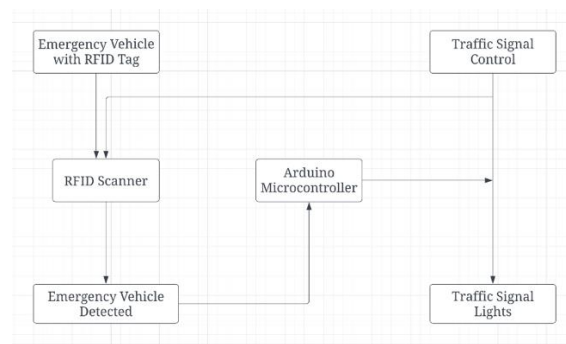 Emergency Vehicle
with RFID Tag
Traffic Signal
Control
RFID Scanner
Arduino
Microcontroller
Emergency Vehicle
Detected
Traffic Signal
Lights